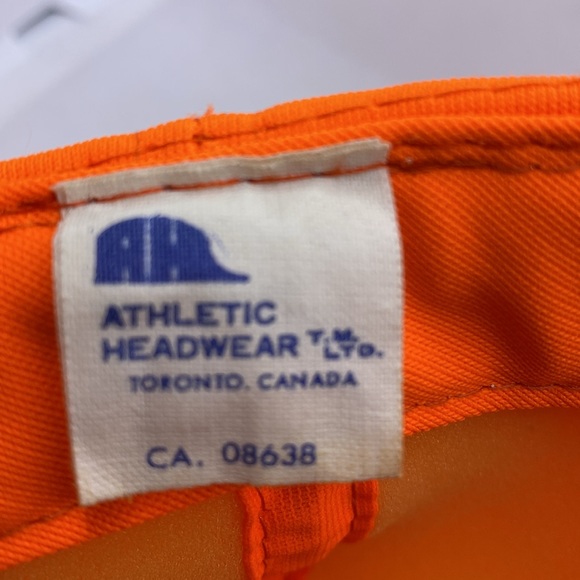 AH
ATHLETIC
HEADWEAR T.M. LTD.
TORONTO. CANADA
CA. 08638